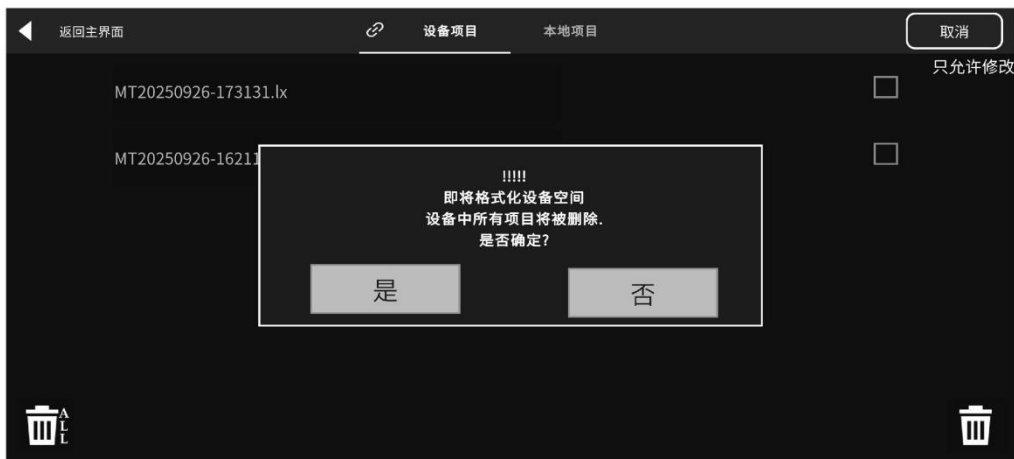 返回主界面
设备项目
本地项目
取消
只允许修改
MT20250926-173131.lx
MT20250926-16211
!!!!!
即将格式化设备空间
设备中所有项目将被删除.
是否确定?
是
否
ALL